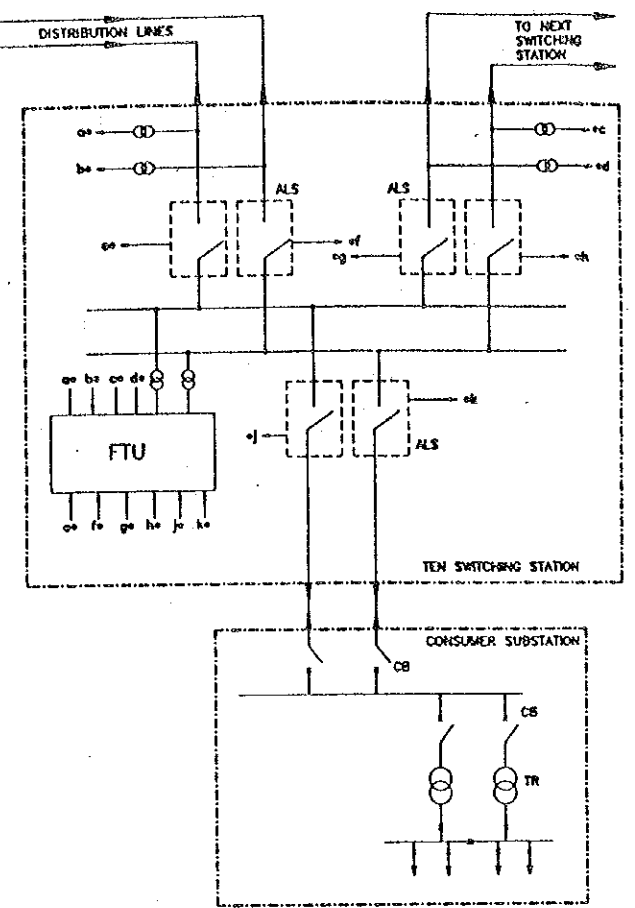 DISTRIBUTION LINES
TO NEXT
SWITCHING
STATION
a
c
b
d
ALS
ALS
e
f
g
h
a b c d
k
FTU
j
ALS
e f g h j k
TEN SWITCHING STATION
CONSUMER SUBSTATION
CB
CB
TR